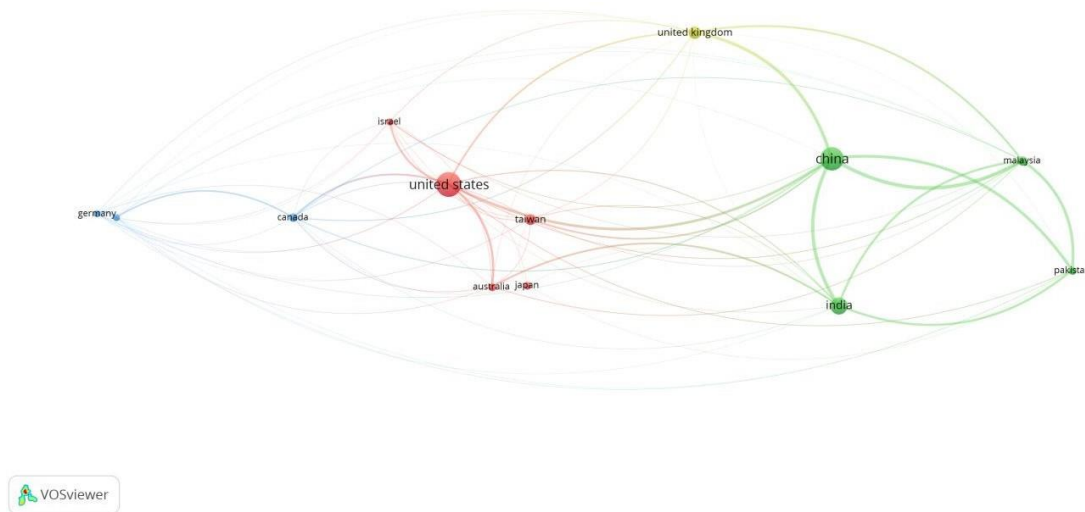 united kingdom
israel
china
malaysia
united states
germany
canada
taiwan
pakista
australia
japan
india
VOSviewer